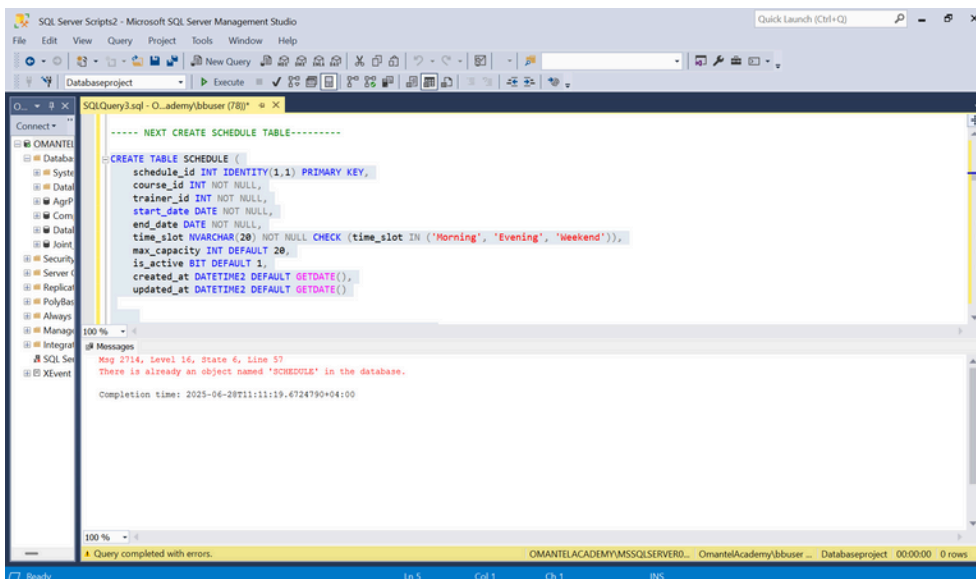 SQL Server Scripts2 - Microsoft SQL Server Management Studio
Quick Launch (Ctrl+Q)
File Edit View Query Project Tools Window Help
New Query
Databaseproject
Execute
O...
SQLQuery3.sql - O...ademy\bbuser (78))*
Connect
OMANTEL
Databa
Syste
Datal
AgrP
Com
Datal
Joint_
Security
Server
Replicat
PolyBas
Always
Manage
Integrat
SQL Ser
XEvent
----- NEXT CREATE SCHEDULE TABLE---------
CREATE TABLE SCHEDULE (
schedule_id INT IDENTITY(1,1) PRIMARY KEY,
course_id INT NOT NULL,
trainer_id INT NOT NULL,
start_date DATE NOT NULL,
end_date DATE NOT NULL,
time_slot NVARCHAR(20) NOT NULL CHECK (time_slot IN ('Morning', 'Evening', 'Weekend')),
max_capacity INT DEFAULT 20,
is_active BIT DEFAULT 1,
created_at DATETIME2 DEFAULT GETDATE(),
updated_at DATETIME2 DEFAULT GETDATE()
100 %
Messages
Msg 2714, Level 16, State 6, Line 57
There is already an object named 'SCHEDULE' in the database.
Completion time: 2025-06-28T11:11:19.6724790+04:00
100 %
Query completed with errors.
OMANTELACADEMY\MSSQLSERVER0... OmantelAcademy\bbuser ... Databaseproject 00:00:00 0 rows
Ready Ln 5 Col 1 Ch 1 INS